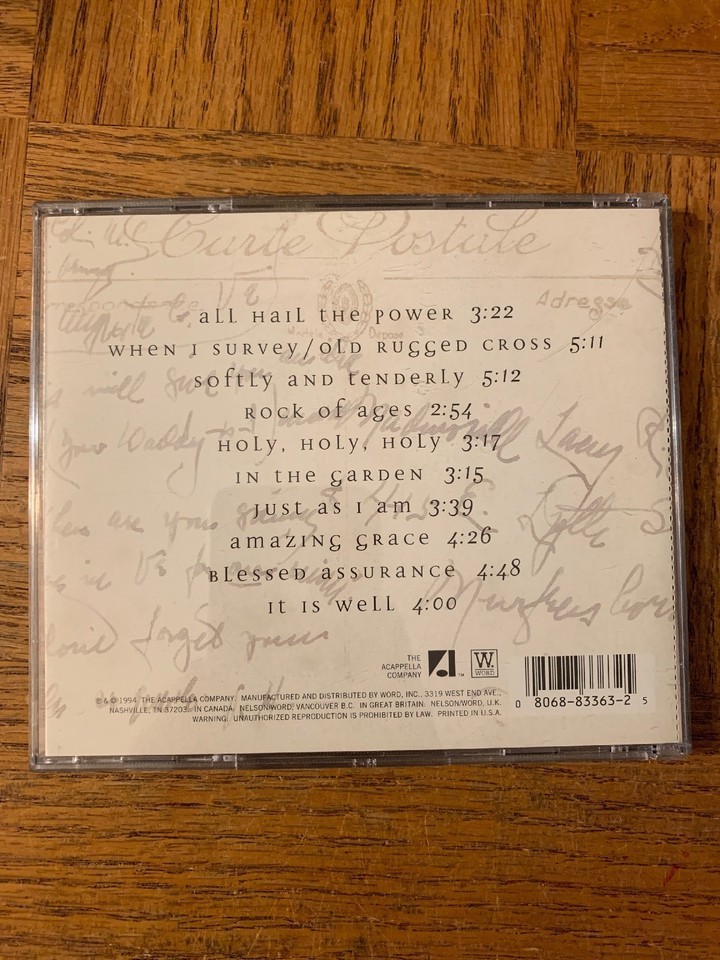 Carte Postale
Adresse
all Hail the POWER 3:22
WHEN I SURVEY/OLD RUGGED CROSS 5:11
SOFtly AND tENDERLY 5:12
ROCK OF AGES 2:54
HOLY, HOLY, HOLY 3:17
IN tHE GARDEN 3:15
JUST AS I am 3:39
amazing grace 4:26
BLESSED ASSURANCE 4:48
It IS WELL 4:00
THE
ACAPPELLA
COMPANY
A™
W.
WORD
0 8068-83363-2 5
℗ & © 1994 THE ACAPPELLA COMPANY. MANUFACTURED AND DISTRIBUTED BY WORD, INC., 3319 WEST END AVE.,
NASHVILLE, TN 37203. IN CANADA: NELSON/WORD, VANCOUVER B.C. IN GREAT BRITAIN: NELSON/WORD, U.K.
WARNING: UNAUTHORIZED REPRODUCTION IS PROHIBITED BY LAW. PRINTED IN U.S.A.